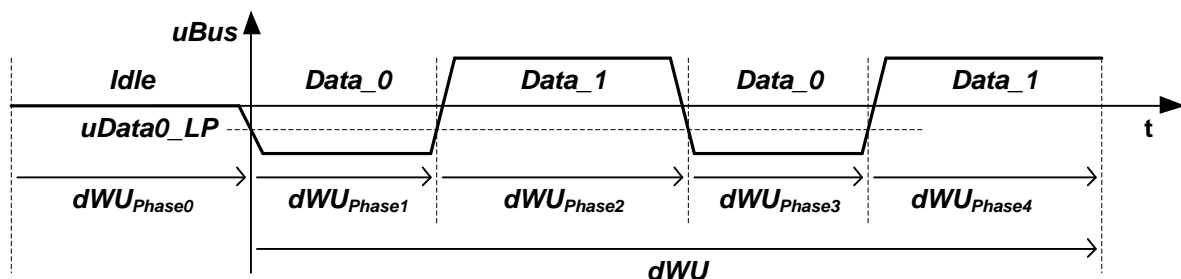 uBus
Idle Data_0 Data_1 Data_0 Data_1
uData0_LP t
dWUPhase0 dWUPhase1 dWUPhase2 dWUPhase3 dWUPhase4
dWU